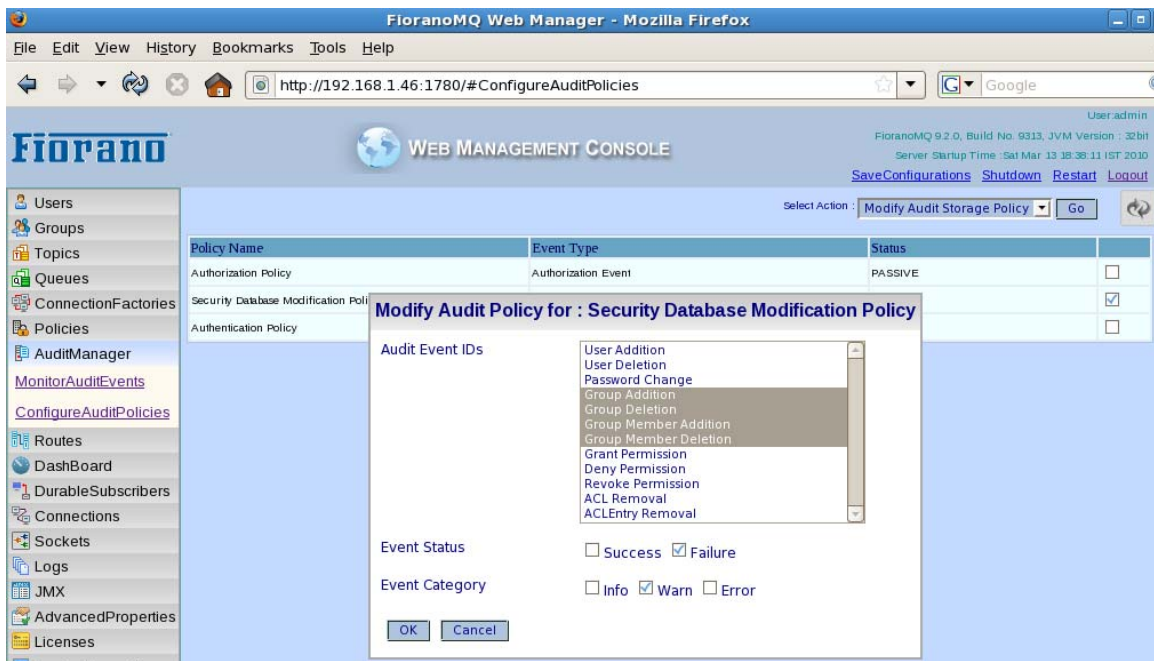 FioranoMQ Web Manager - Mozilla Firefox
File Edit View History Bookmarks Tools Help
http://192.168.1.46:1780/#ConfigureAuditPolicies
G Google
Fiorano
WEB MANAGEMENT CONSOLE
User:admin
FioranoMQ 9.2.0, Build No. 9313, JVM Version : 32bit
Server Startup Time :Sat Mar 13 18:38:11 IST 2010
SaveConfigurations Shutdown Restart Logout
Select Action : Modify Audit Storage Policy Go
Users
Groups
Topics
Queues
ConnectionFactories
Policies
AuditManager
MonitorAuditEvents
ConfigureAuditPolicies
Routes
DashBoard
DurableSubscribers
Connections
Sockets
Logs
JMX
AdvancedProperties
Licenses
Policy Name Event Type Status
Authorization Policy Authorization Event PASSIVE
Security Database Modification Poli
Authentication Policy
Modify Audit Policy for : Security Database Modification Policy
Audit Event IDs
User Addition
User Deletion
Password Change
Group Addition
Group Deletion
Group Member Addition
Group Member Deletion
Grant Permission
Deny Permission
Revoke Permission
ACL Removal
ACLEntry Removal
Event Status Success Failure
Event Category Info Warn Error
OK Cancel